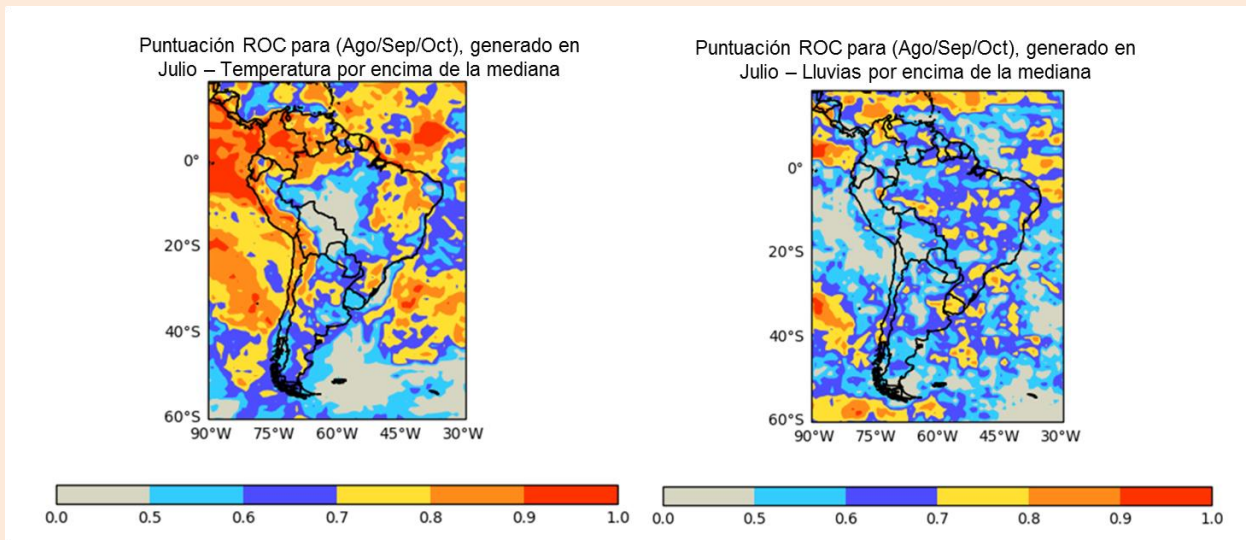 Puntuación ROC para (Ago/Sep/Oct), generado en
Julio – Temperatura por encima de la mediana
0°
20°S
40°S
60°S
90°W 75°W 60°W 45°W 30°W
0.0 0.5 0.6 0.7 0.8 0.9 1.0
Puntuación ROC para (Ago/Sep/Oct), generado en
Julio – Lluvias por encima de la mediana
0°
20°S
40°S
60°S
90°W 75°W 60°W 45°W 30°W
0.0 0.5 0.6 0.7 0.8 0.9 1.0